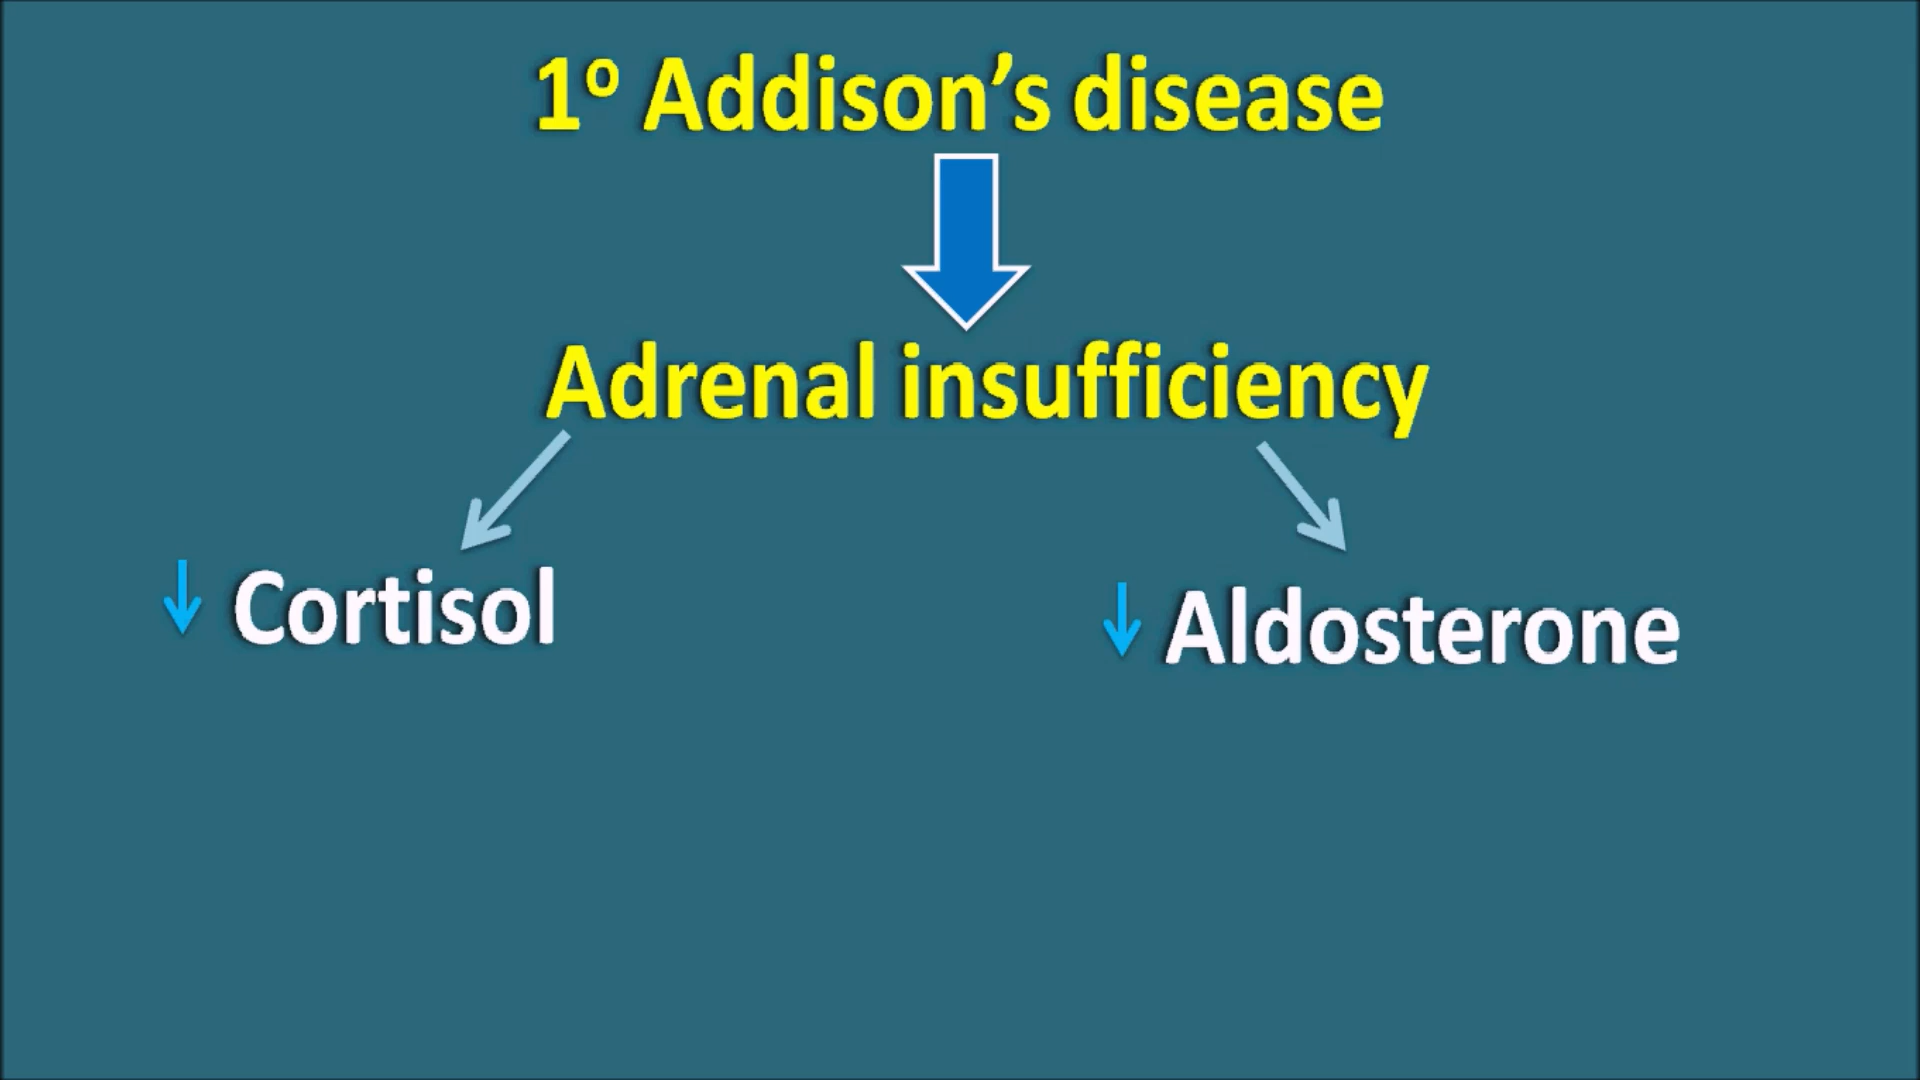 1º Addison’s disease
Adrenal insufficiency
↓ Cortisol
↓ Aldosterone